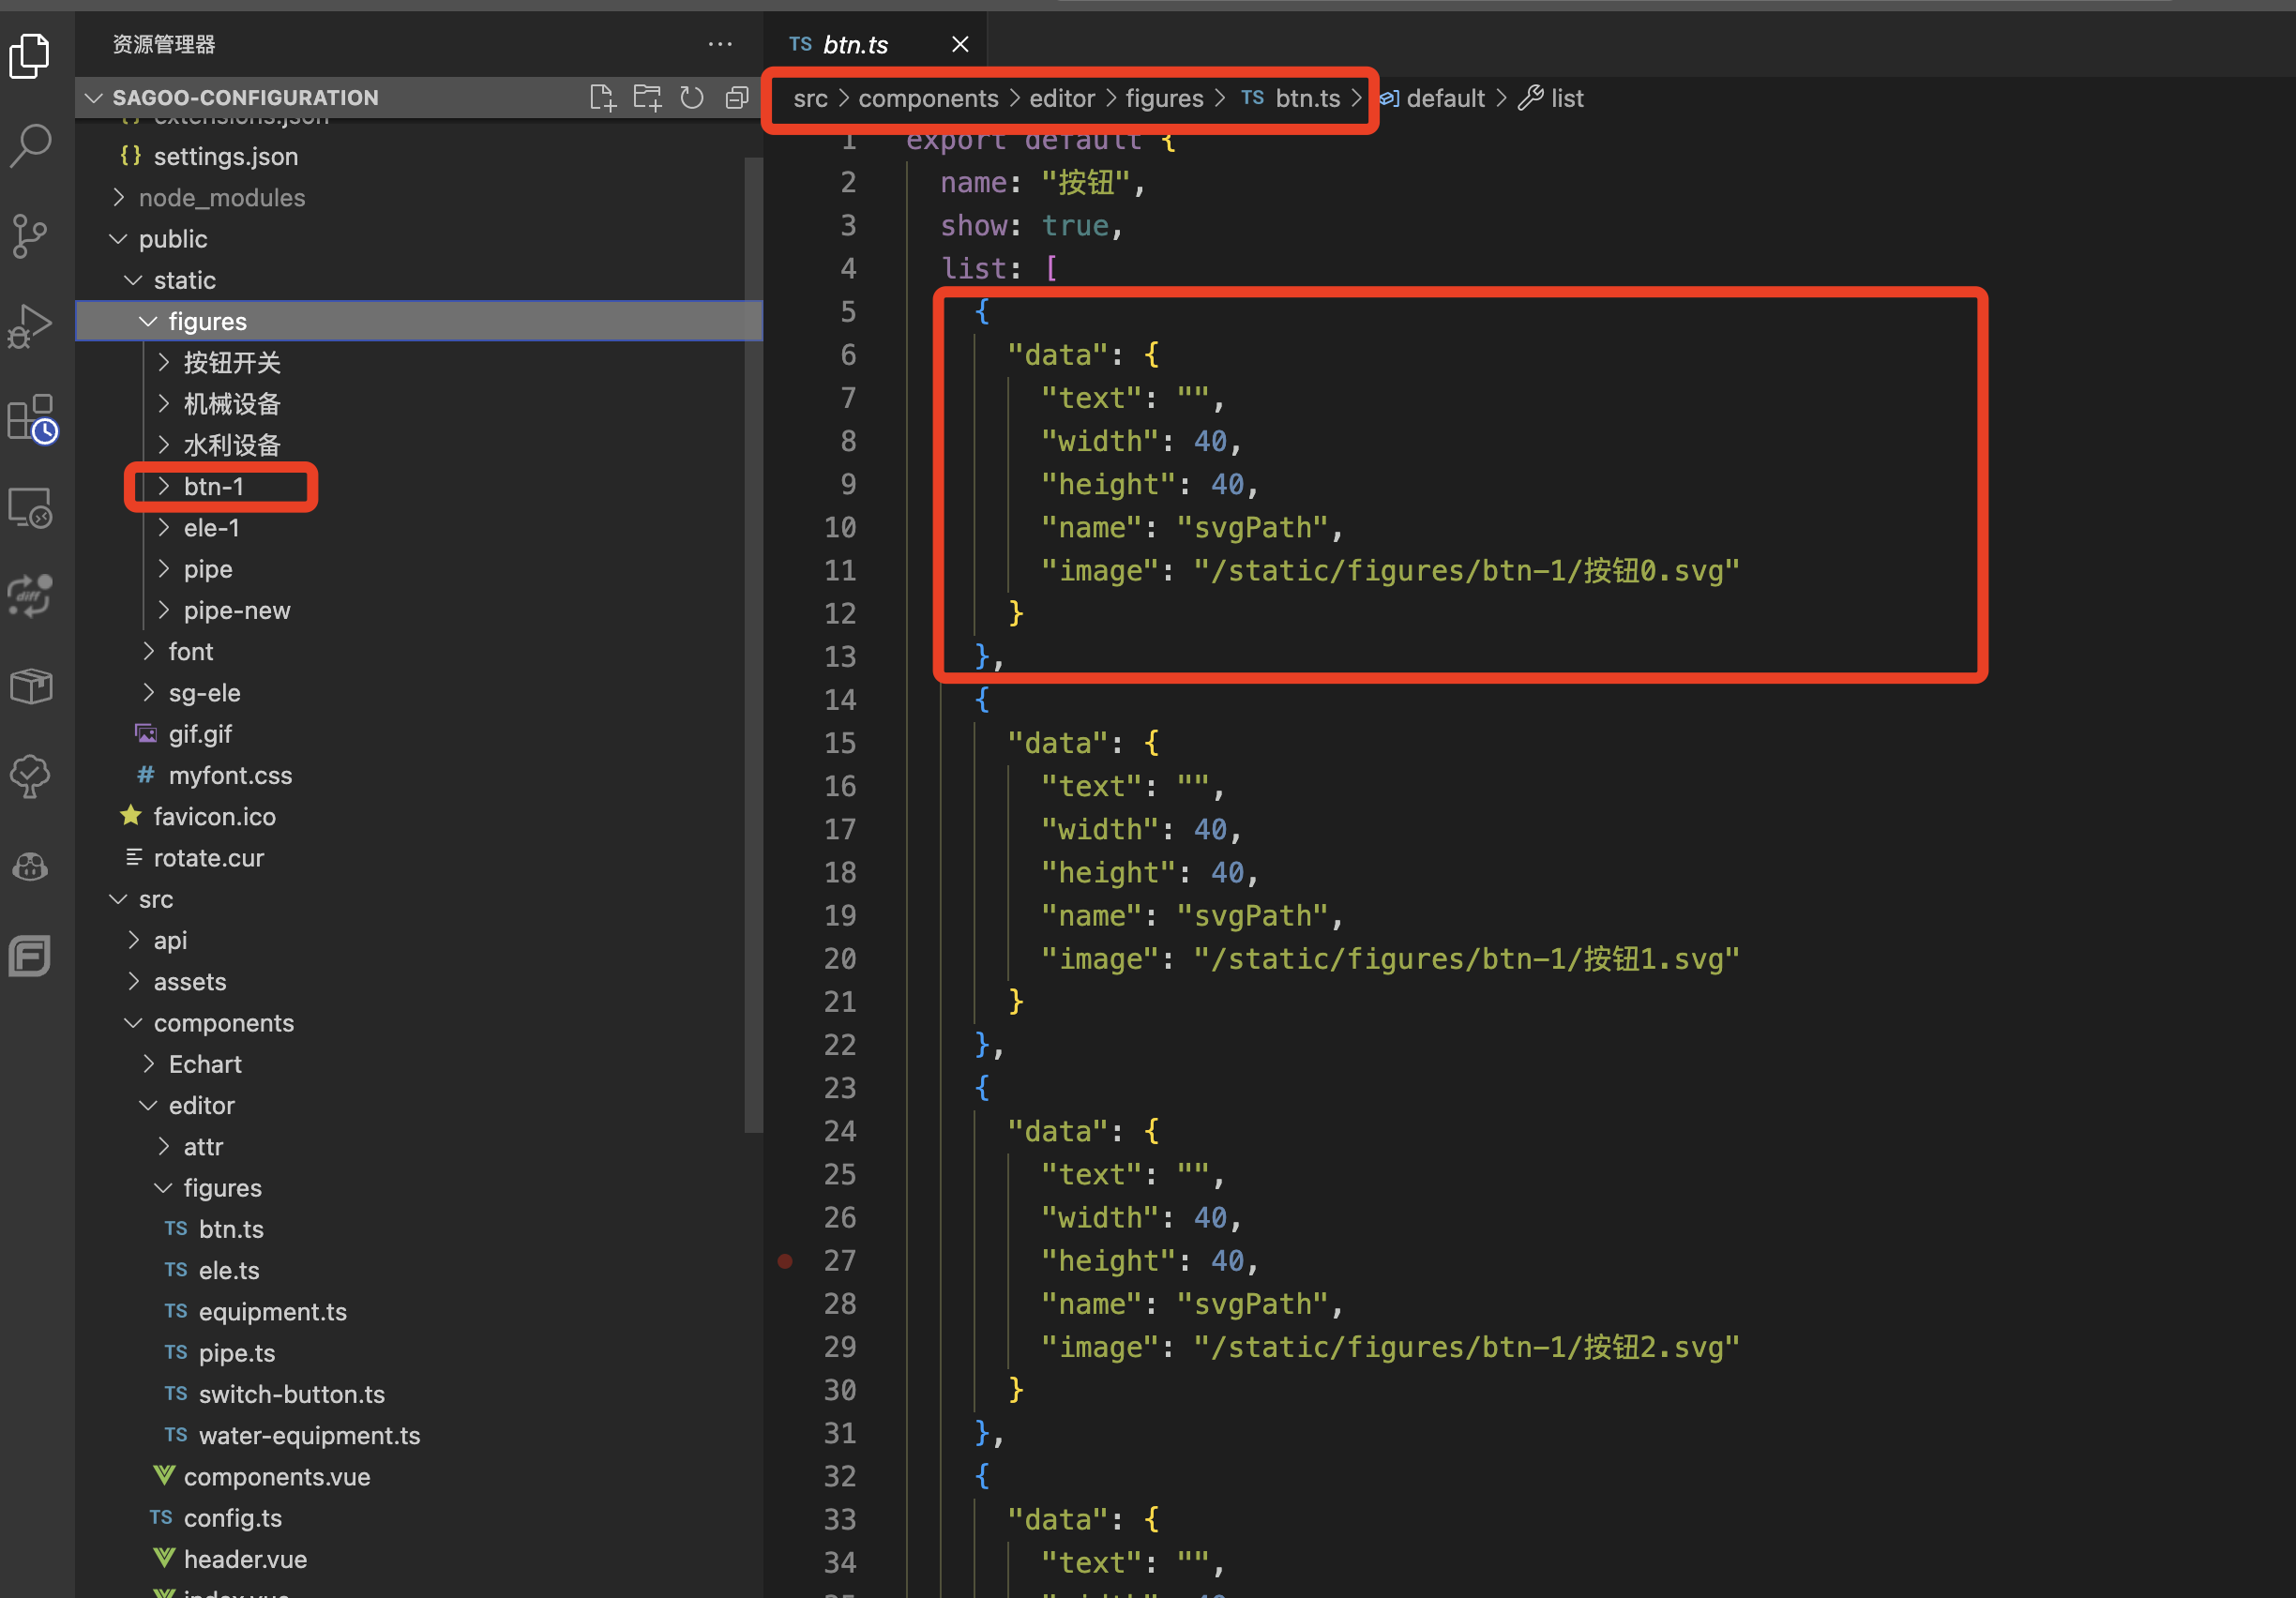 资源管理器
SAGOO-CONFIGURATION
extensions.json
settings.json
node_modules
public
static
figures
按钮开关
机械设备
水利设备
btn-1
ele-1
pipe
pipe-new
font
sg-ele
gif.gif
# myfont.css
favicon.ico
rotate.cur
src
api
assets
components
Echart
editor
attr
figures
TS btn.ts
TS ele.ts
TS equipment.ts
TS pipe.ts
TS switch-button.ts
TS water-equipment.ts
components.vue
TS config.ts
header.vue
index.vue
diff
TS btn.ts
src > components > editor > figures > TS btn.ts > default > list
1 export default {
2 name: "按钮",
3 show: true,
4 list: [
5 {
6 "data": {
7 "text": "",
8 "width": 40,
9 "height": 40,
10 "name": "svgPath",
11 "image": "/static/figures/btn-1/按钮0.svg"
12 }
13 },
14 {
15 "data": {
16 "text": "",
17 "width": 40,
18 "height": 40,
19 "name": "svgPath",
20 "image": "/static/figures/btn-1/按钮1.svg"
21 }
22 },
23 {
24 "data": {
25 "text": "",
26 "width": 40,
27 "height": 40,
28 "name": "svgPath",
29 "image": "/static/figures/btn-1/按钮2.svg"
30 }
31 },
32 {
33 "data": {
34 "text": "",
35 "width": 40